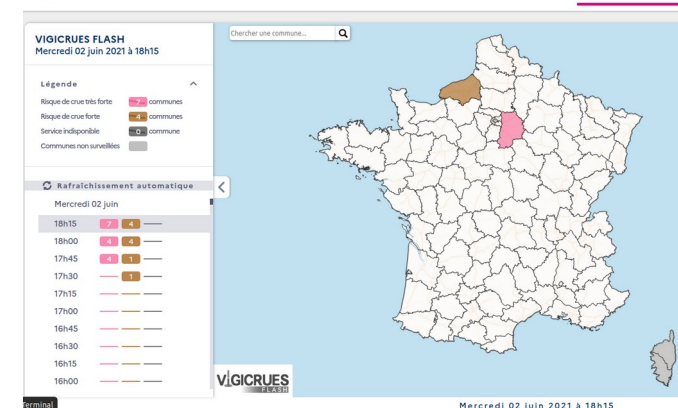 VIGICRUES FLASH
Mercredi 02 juin 2021 à 18h15
Chercher une commune...
Légende
Risque de crue très forte 7 communes
Risque de crue forte 4 communes
Service indisponible 0 commune
Communes non surveillées
Rafraîchissement automatique
Mercredi 02 juin
18h15 7 4
18h00 4 4
17h45 4 1
17h30 1
17h15
17h00
16h45
16h30
16h15
16h00
VIGICRUES
FLASH
Terminal
Mercredi 02 juin 2021 à 18h15